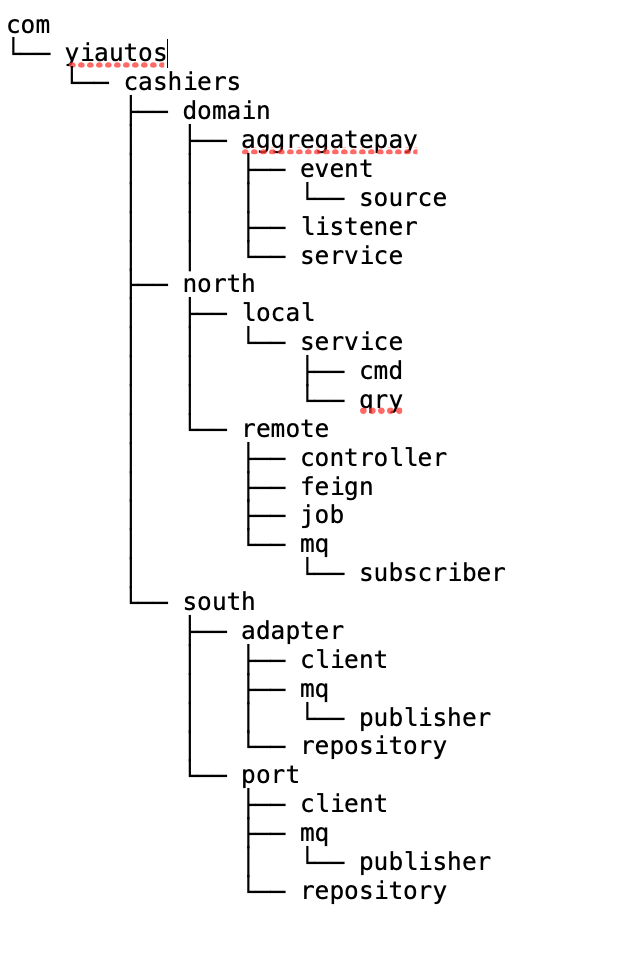 com
└── yiautos
    └── cashiers
        ├── domain
        │   ├── aggregatepay
        │   │   ├── event
        │   │   │   └── source
        │   │   ├── listener
        │   │   └── service
        ├── north
        │   ├── local
        │   │   └── service
        │   │       ├── cmd
        │   │       └── qry
        │   └── remote
        │       ├── controller
        │       ├── feign
        │       ├── job
        │       └── mq
        │           └── subscriber
        └── south
            ├── adapter
            │   ├── client
            │   ├── mq
            │   │   └── publisher
            │   └── repository
            └── port
                ├── client
                ├── mq
                │   └── publisher
                └── repository